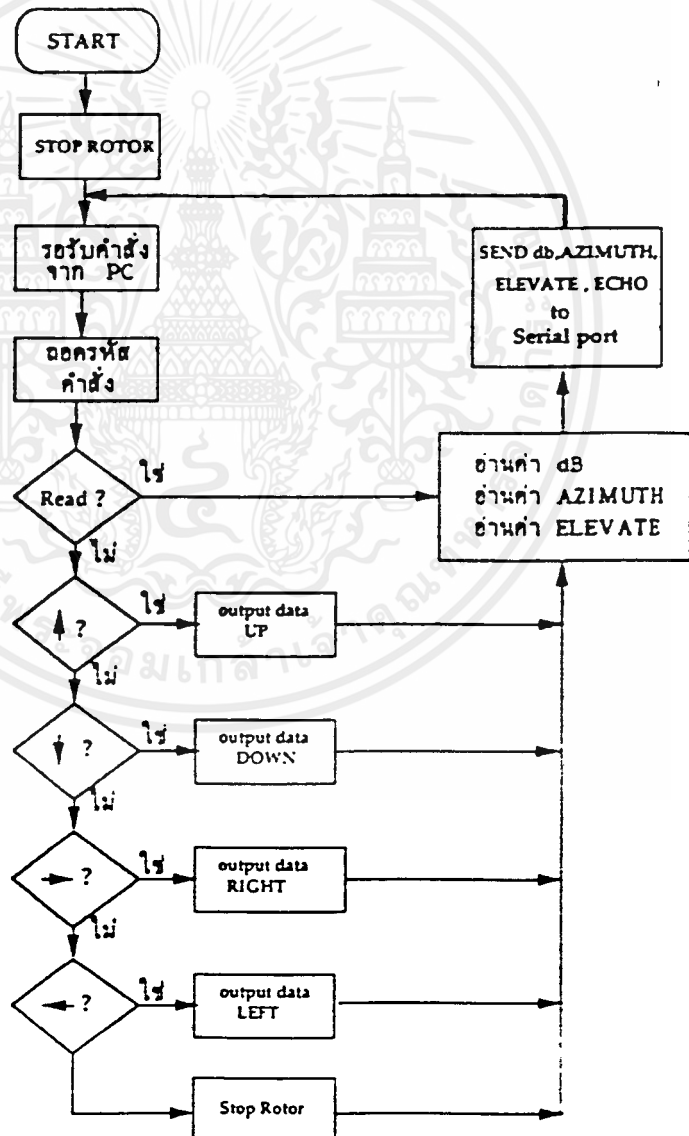 START
STOP ROTOR
รอรับคำสั่ง
จาก PC
ถอดรหัส
คำสั่ง
SEND db,AZIMUTH,
ELEVATE , ECHO
to
Serial port
Read ?
ใช่
อ่านค่า dB
อ่านค่า AZIMUTH
อ่านค่า ELEVATE
ไม่
?
ใช่
output data
UP
ไม่
?
ใช่
output data
DOWN
ไม่
?
ใช่
output data
RIGHT
ไม่
?
ใช่
output data
LEFT
Stop Rotor